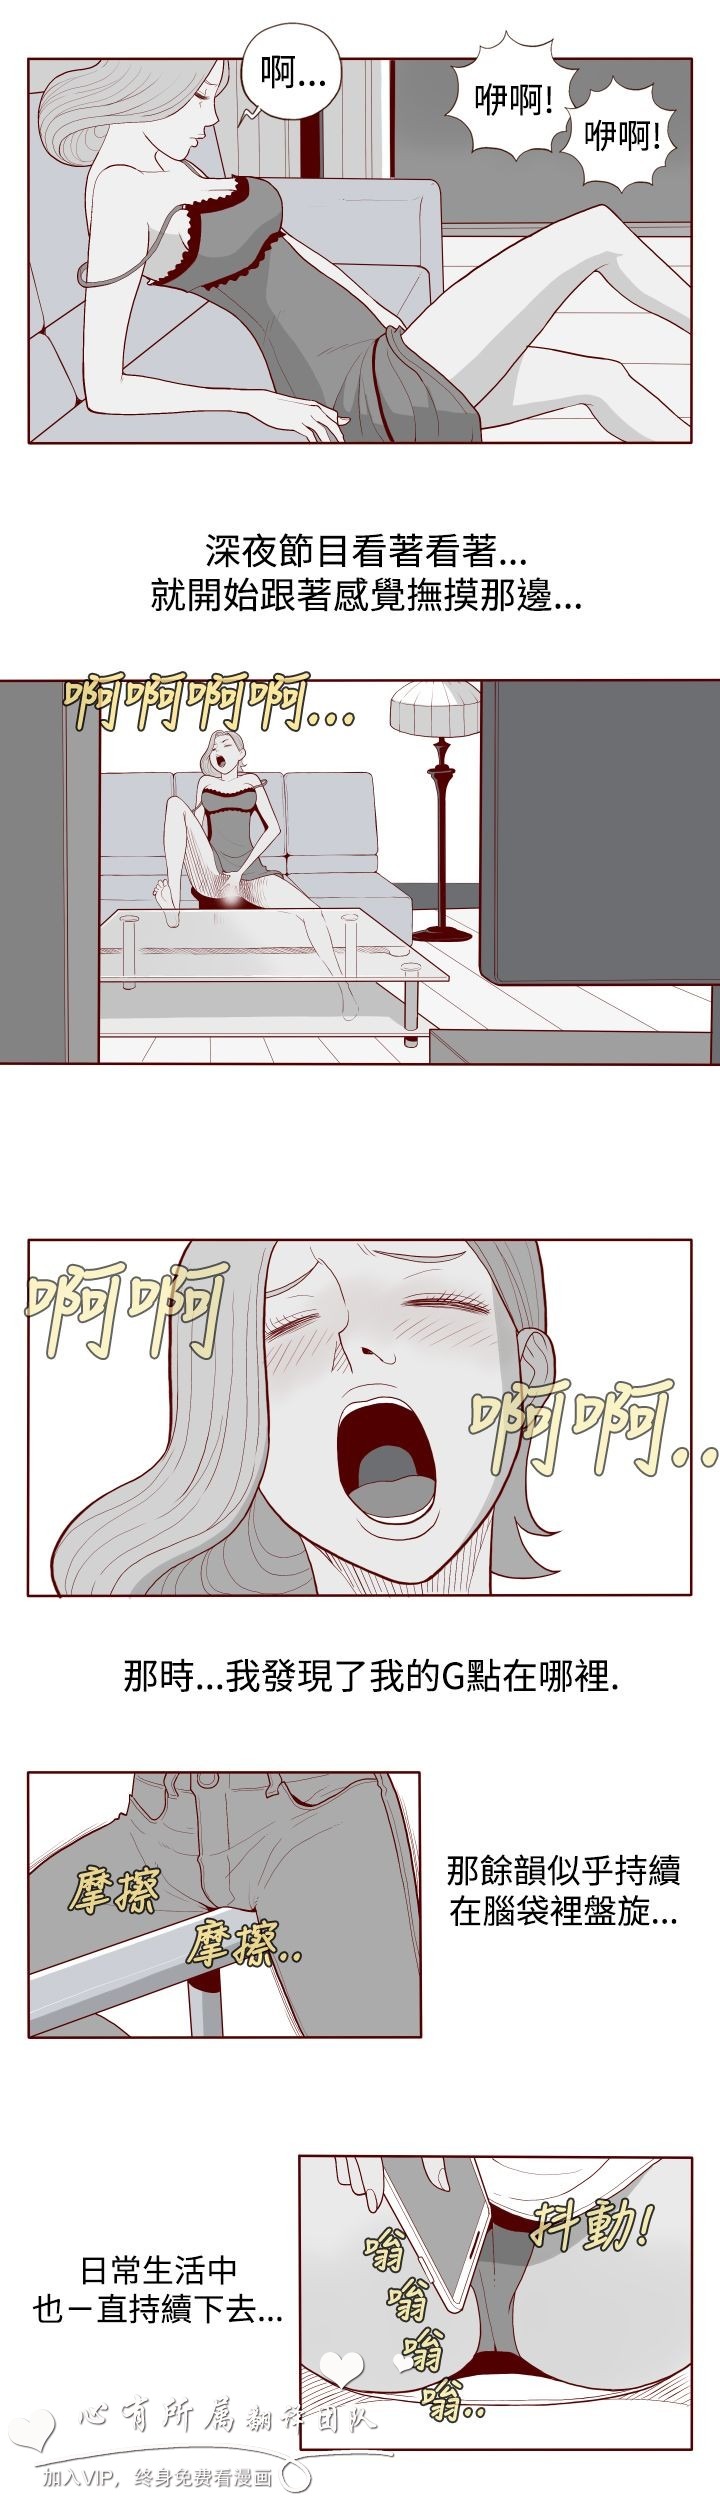 啊...
咿啊!
咿啊!
深夜節目看著看著...
就開始跟著感覺撫摸那邊...
啊啊啊啊...
啊啊
啊啊..
那時...我發現了我的G點在哪裡.
摩擦
摩擦..
那餘韻似乎持續
在腦袋裡盤旋...
抖動!
嗡
嗡
嗡
嗡..
日常生活中
也一直持續下去...
心有所属翻译团队
加入VIP，终身免费看漫画